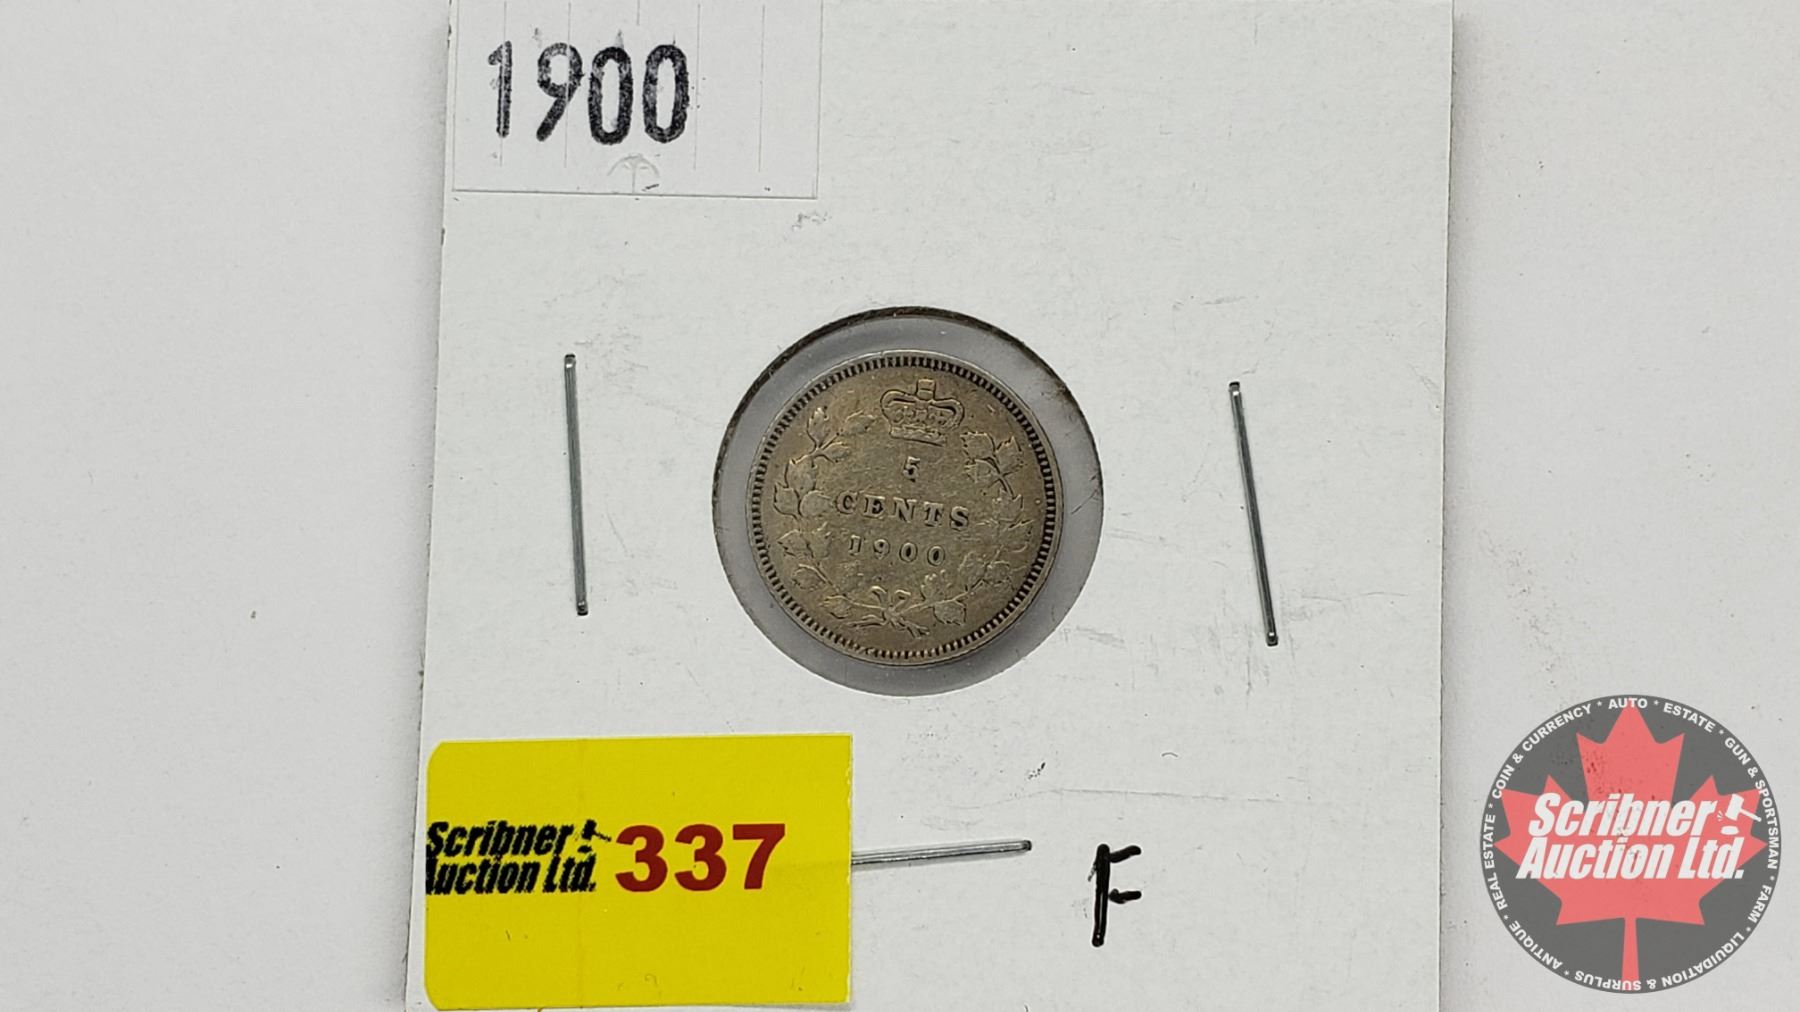 1900
5
CENTS
1900
Scribner
Auction Ltd.
337
F
COIN & CURRENCY * AUTO * ESTATE * GUN & SPORTSMAN * FARM * LIQUIDATION & SURPLUS * ANTIQUE * REAL ESTATE *
Scribner
Auction Ltd.